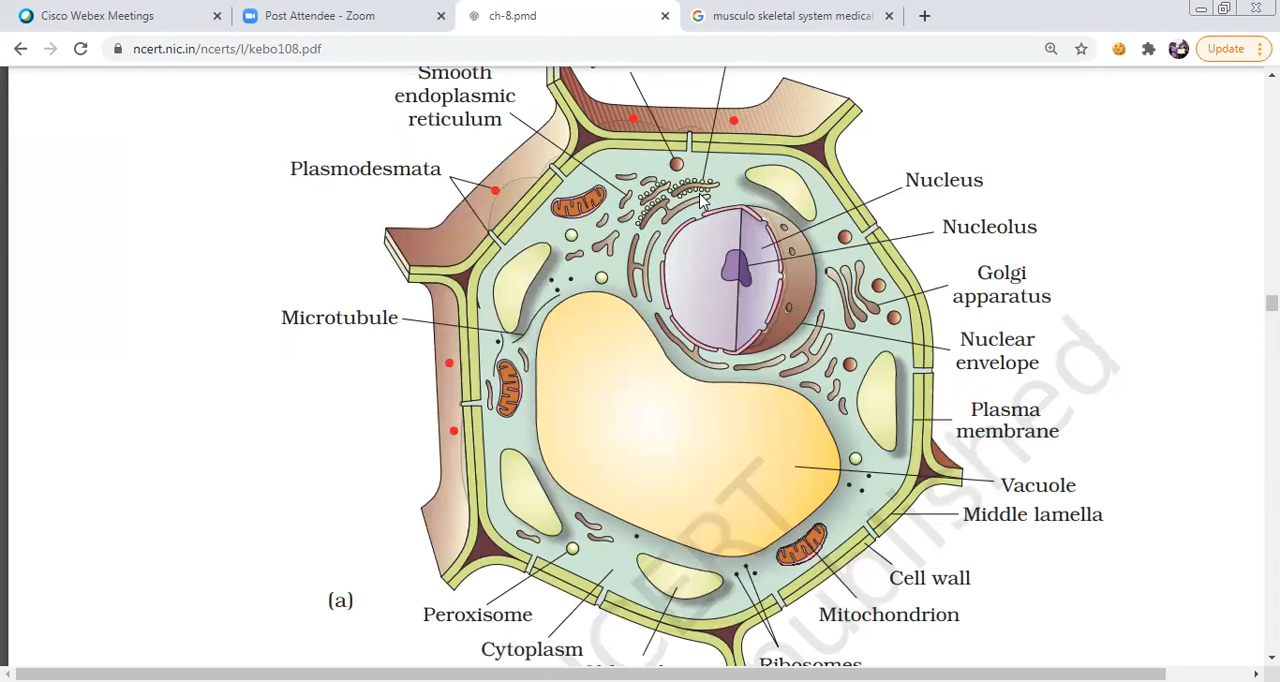 Cisco Webex Meetings
Post Attendee - Zoom
ch-8.pmd
musculo skeletal system medical
ncert.nic.in/ncerts/l/kebo108.pdf
Update
Smooth
endoplasmic
reticulum
Plasmodesmata
Nucleus
Nucleolus
Golgi
apparatus
Microtubule
Nuclear
envelope
Plasma
membrane
Vacuole
Middle lamella
Cell wall
(a)
Peroxisome
Mitochondrion
Cytoplasm
Ribosomes
NCERT
published